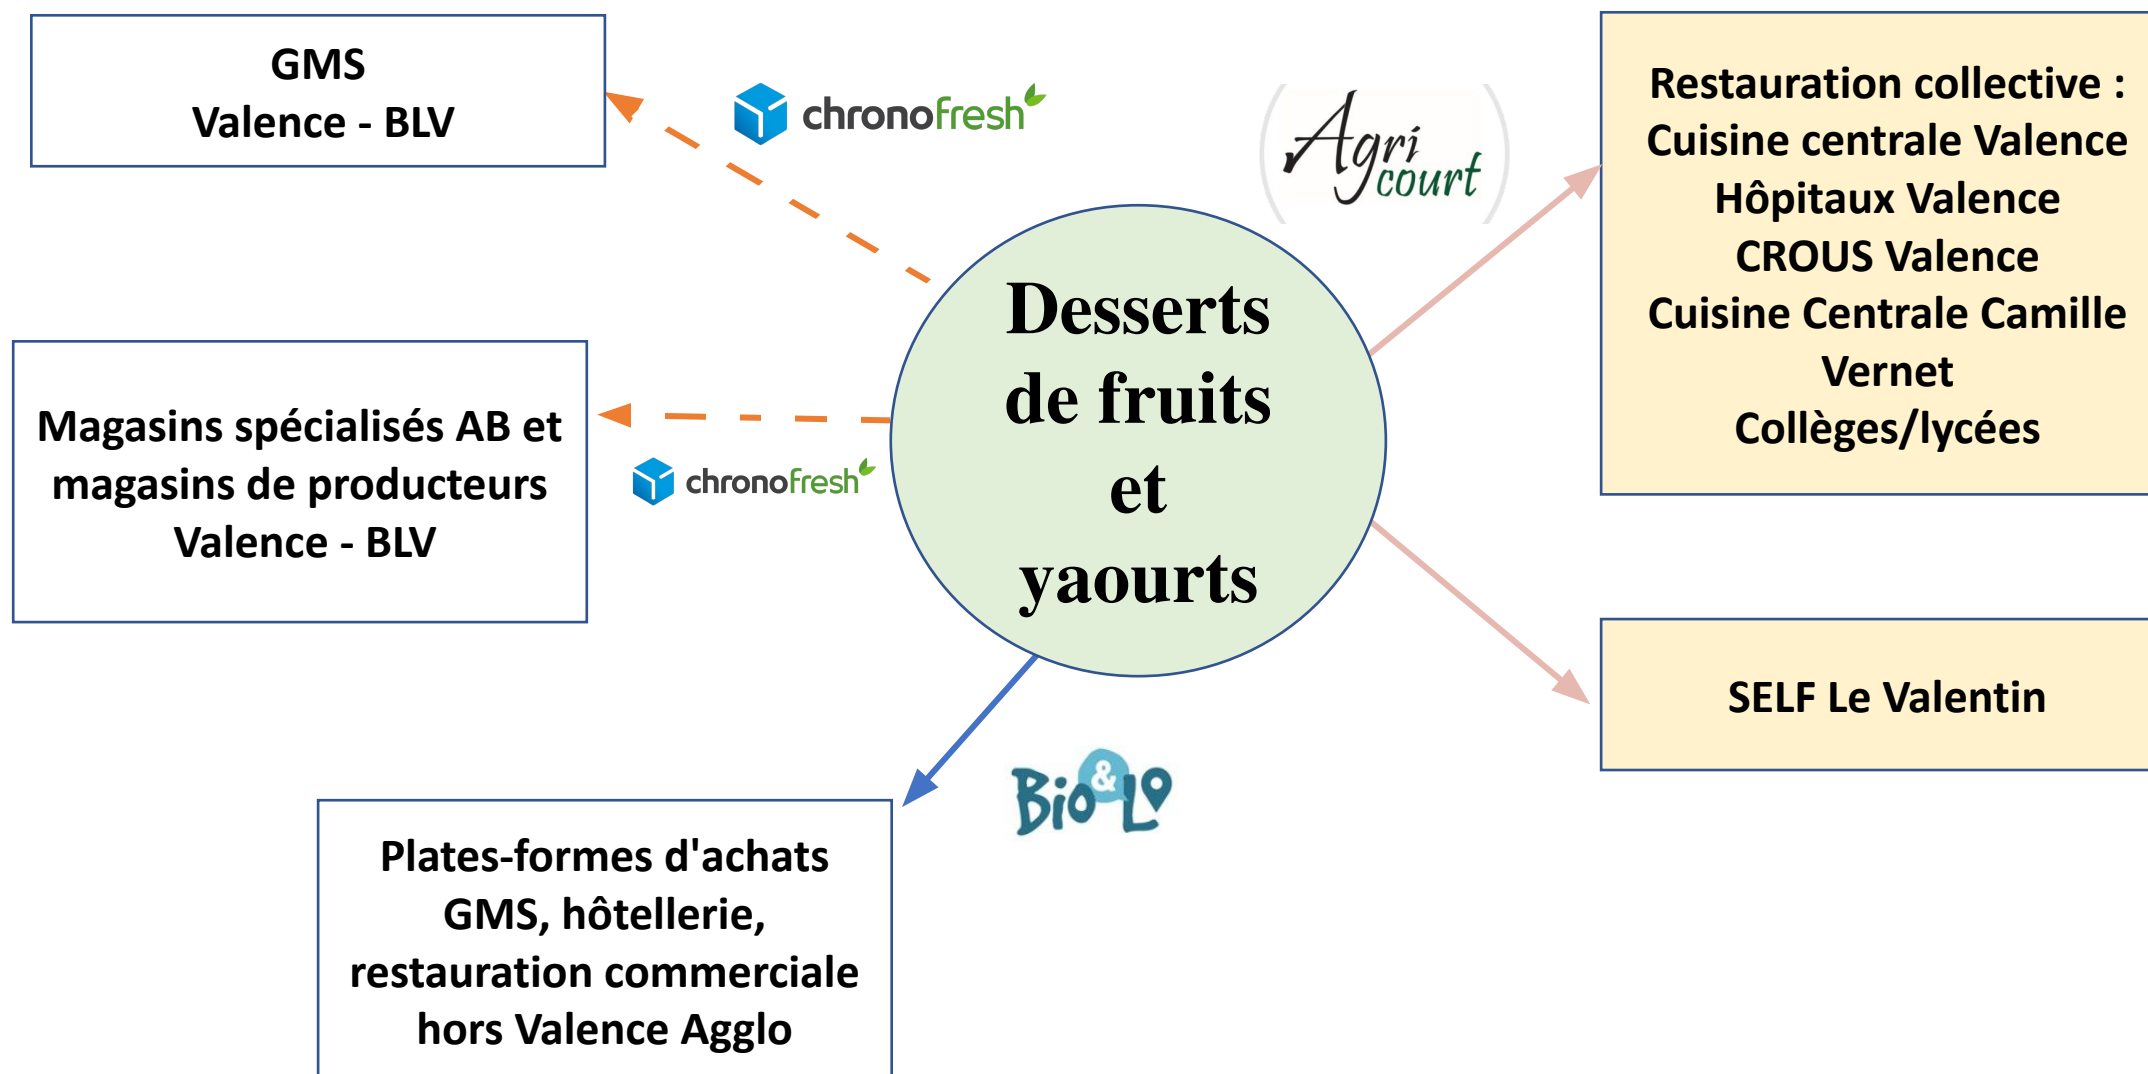 GMS
Valence - BLV
chronofresh
Agri
court
Restauration collective :
Cuisine centrale Valence
Hôpitaux Valence
CROUS Valence
Cuisine Centrale Camille
Vernet
Collèges/lycées
Desserts
de fruits
et
yaourts
Magasins spécialisés AB et
magasins de producteurs
Valence - BLV
chronofresh
SELF Le Valentin
Bio & Lo
Plates-formes d'achats
GMS, hôtellerie,
restauration commerciale
hors Valence Agglo